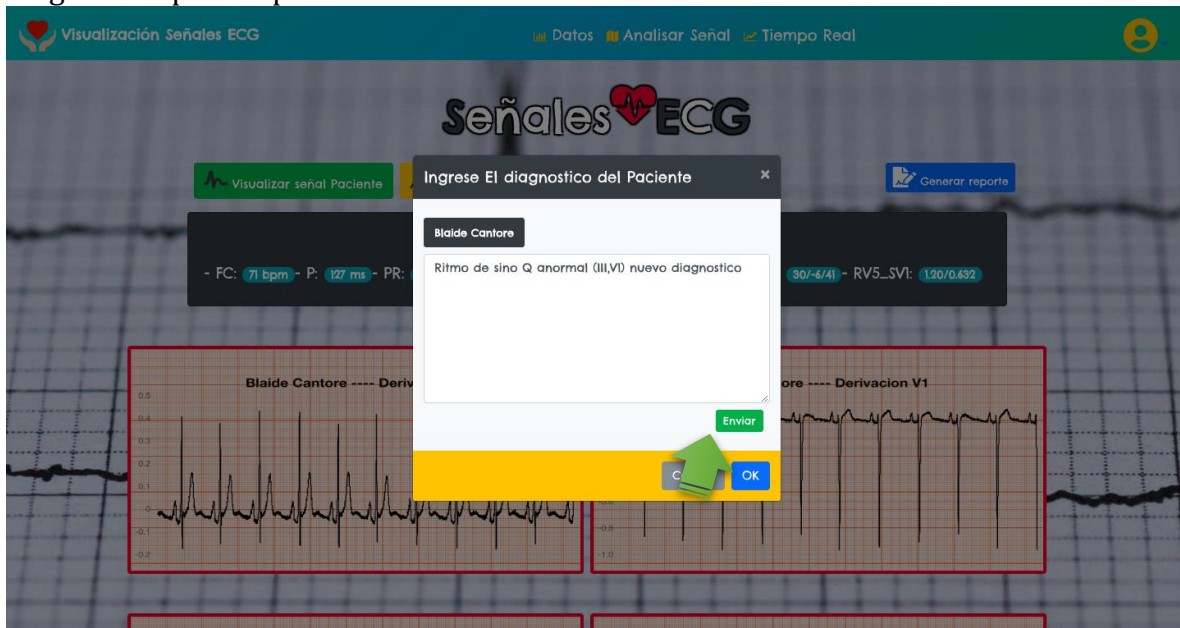 Visualización Señales ECG
Datos
Analisar Señal
Tiempo Real
Señales ECG
Visualizar señal Paciente
Generar reporte
Ingrese El diagnostico del Paciente ×
Blaide Cantore
Ritmo de sino Q anormal (III,VI) nuevo diagnostico
- FC: 71 bpm - P: 127 ms - PR:
30/-6/41 - RV5_SV1: 1.20/0.632
Enviar
OK
Blaide Cantore ---- Deriv
ore ---- Derivacion V1
0.5
0.4
0.3
0.2
0.1
0
-0.1
-0.2
-0.8
-1.0